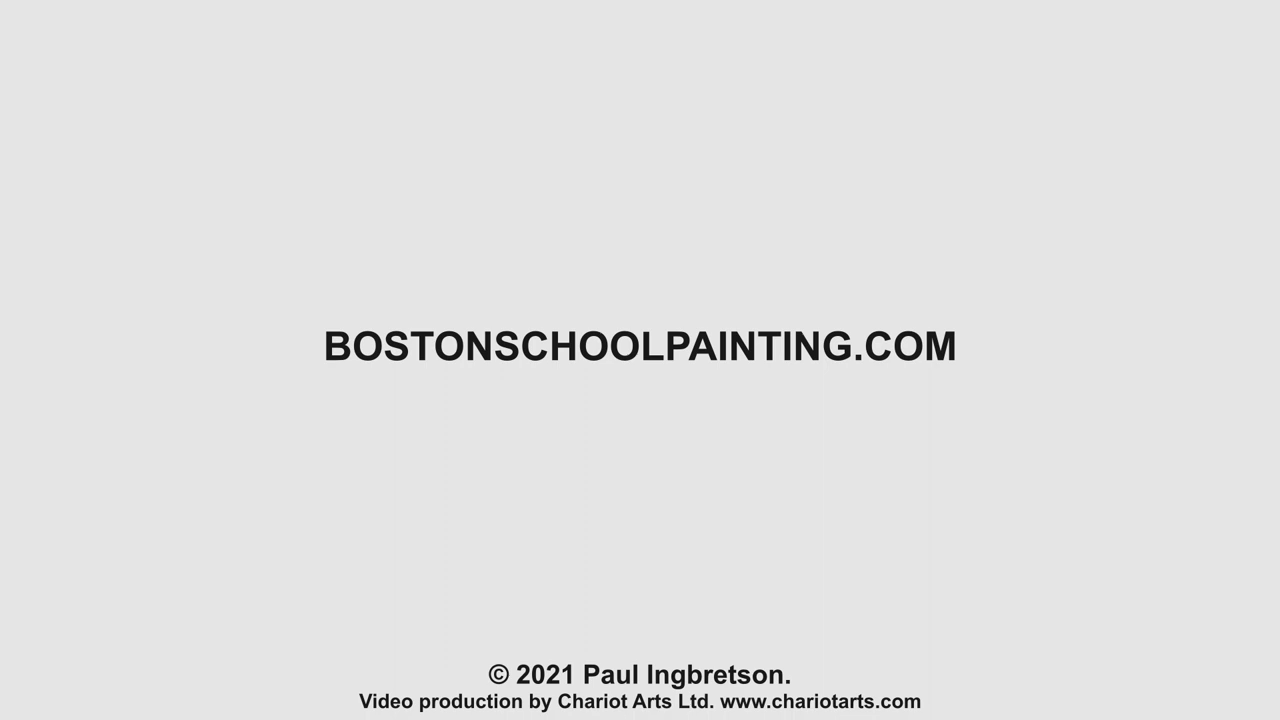 BOSTONSCHOOLPAINTING.COM
© 2021 Paul Ingbretson.
Video production by Chariot Arts Ltd. www.chariotarts.com